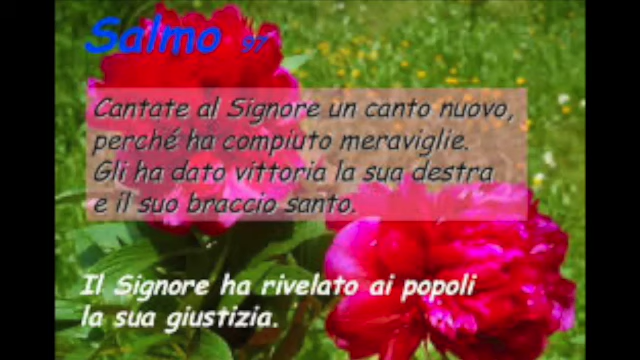 Salmo 97
Cantate al Signore un canto nuovo,
perché ha compiuto meraviglie.
Gli ha dato vittoria la sua destra
e il suo braccio santo.
Il Signore ha rivelato ai popoli
la sua giustizia.